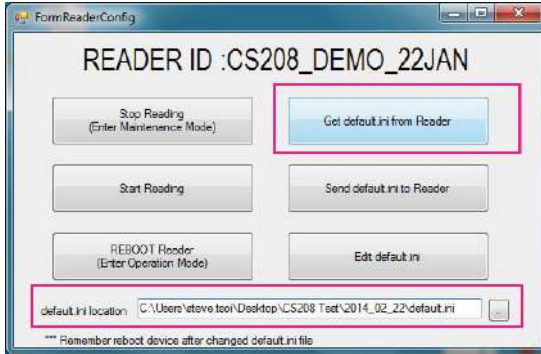 FormReaderConfig
READER ID :CS208_DEMO_22JAN
Stop Reading
(Enter Maintenance Mode)
Get default.ini from Reader
Start Reading
Send default.ini to Reader
REBOOT Reader
(Enter Operation Mode)
Edit default.ini
default.ini location C:\Users\steve.tsoi\Desktop\CS208 Test\2014_02_22\default.ini ...
*** Remember reboot device after changed default.ini file